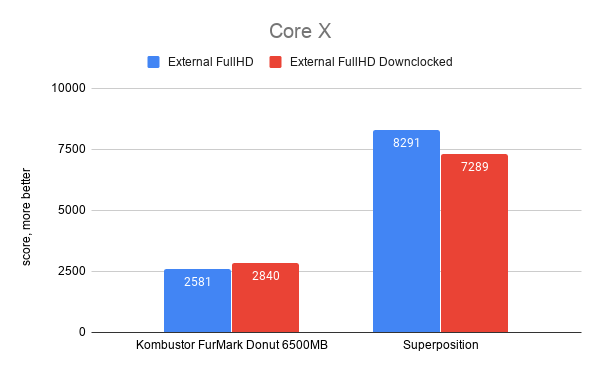 Core X
External FullHD
External FullHD Downclocked
score, more better
10000
7500
5000
2500
0
2581
2840
8291
7289
Kombustor FurMark Donut 6500MB
Superposition